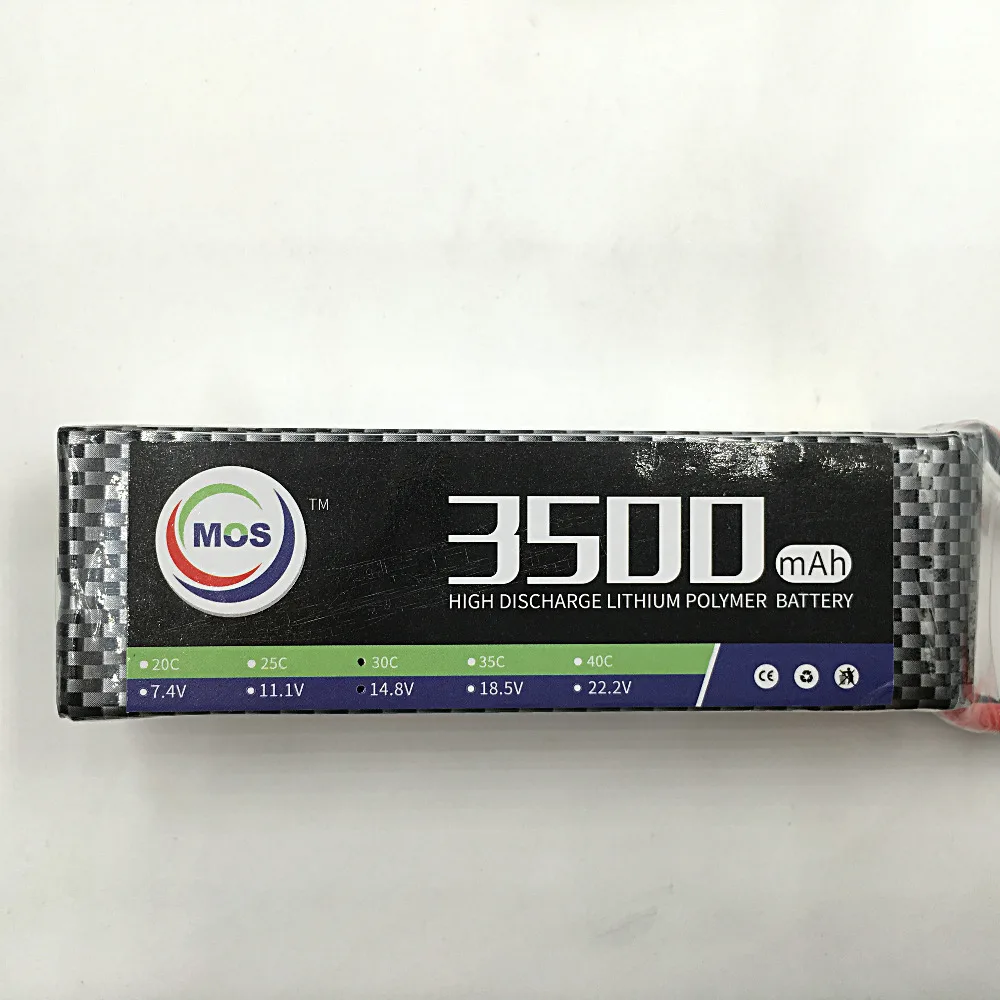 MOS TM
3500 mAh
HIGH DISCHARGE LITHIUM POLYMER BATTERY
20C 25C 30C 35C 40C
7.4V 11.1V 14.8V 18.5V 22.2V
CE